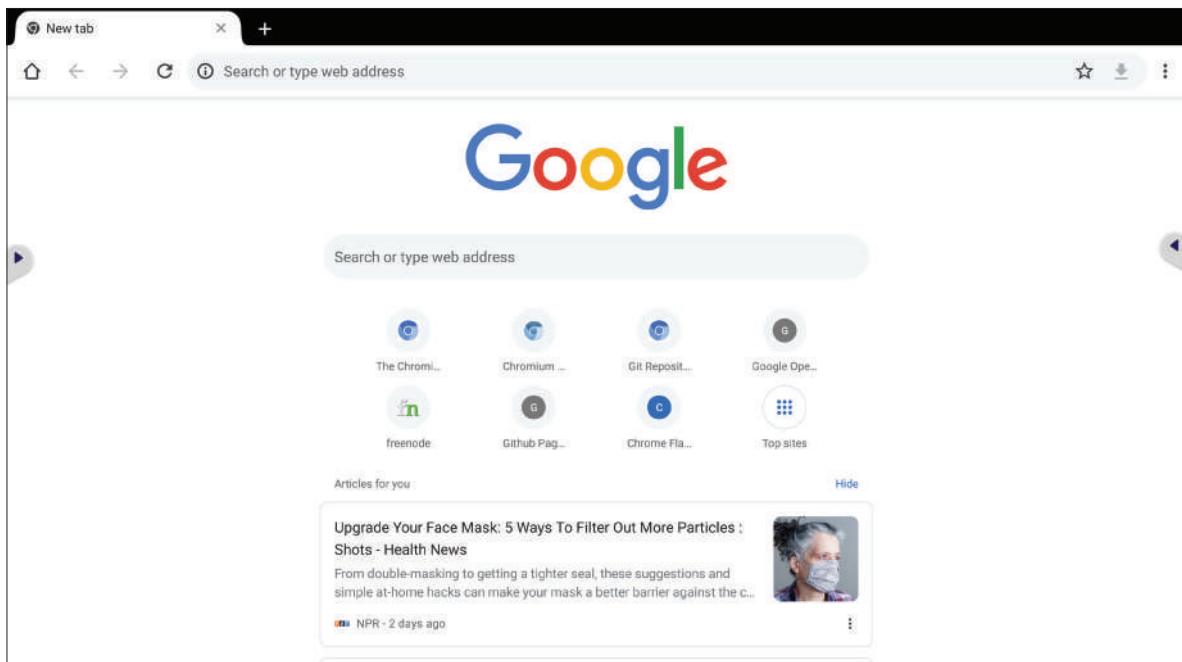 New tab
Search or type web address
Google
Search or type web address
The Chromi...
Chromium ...
Git Reposit...
G
Google Ope...
fn
freenode
G
Github Pag...
C
Chrome Fla...
Top sites
Articles for you
Hide
Upgrade Your Face Mask: 5 Ways To Filter Out More Particles :
Shots - Health News
From double-masking to getting a tighter seal, these suggestions and
simple at-home hacks can make your mask a better barrier against the c...
NPR - 2 days ago